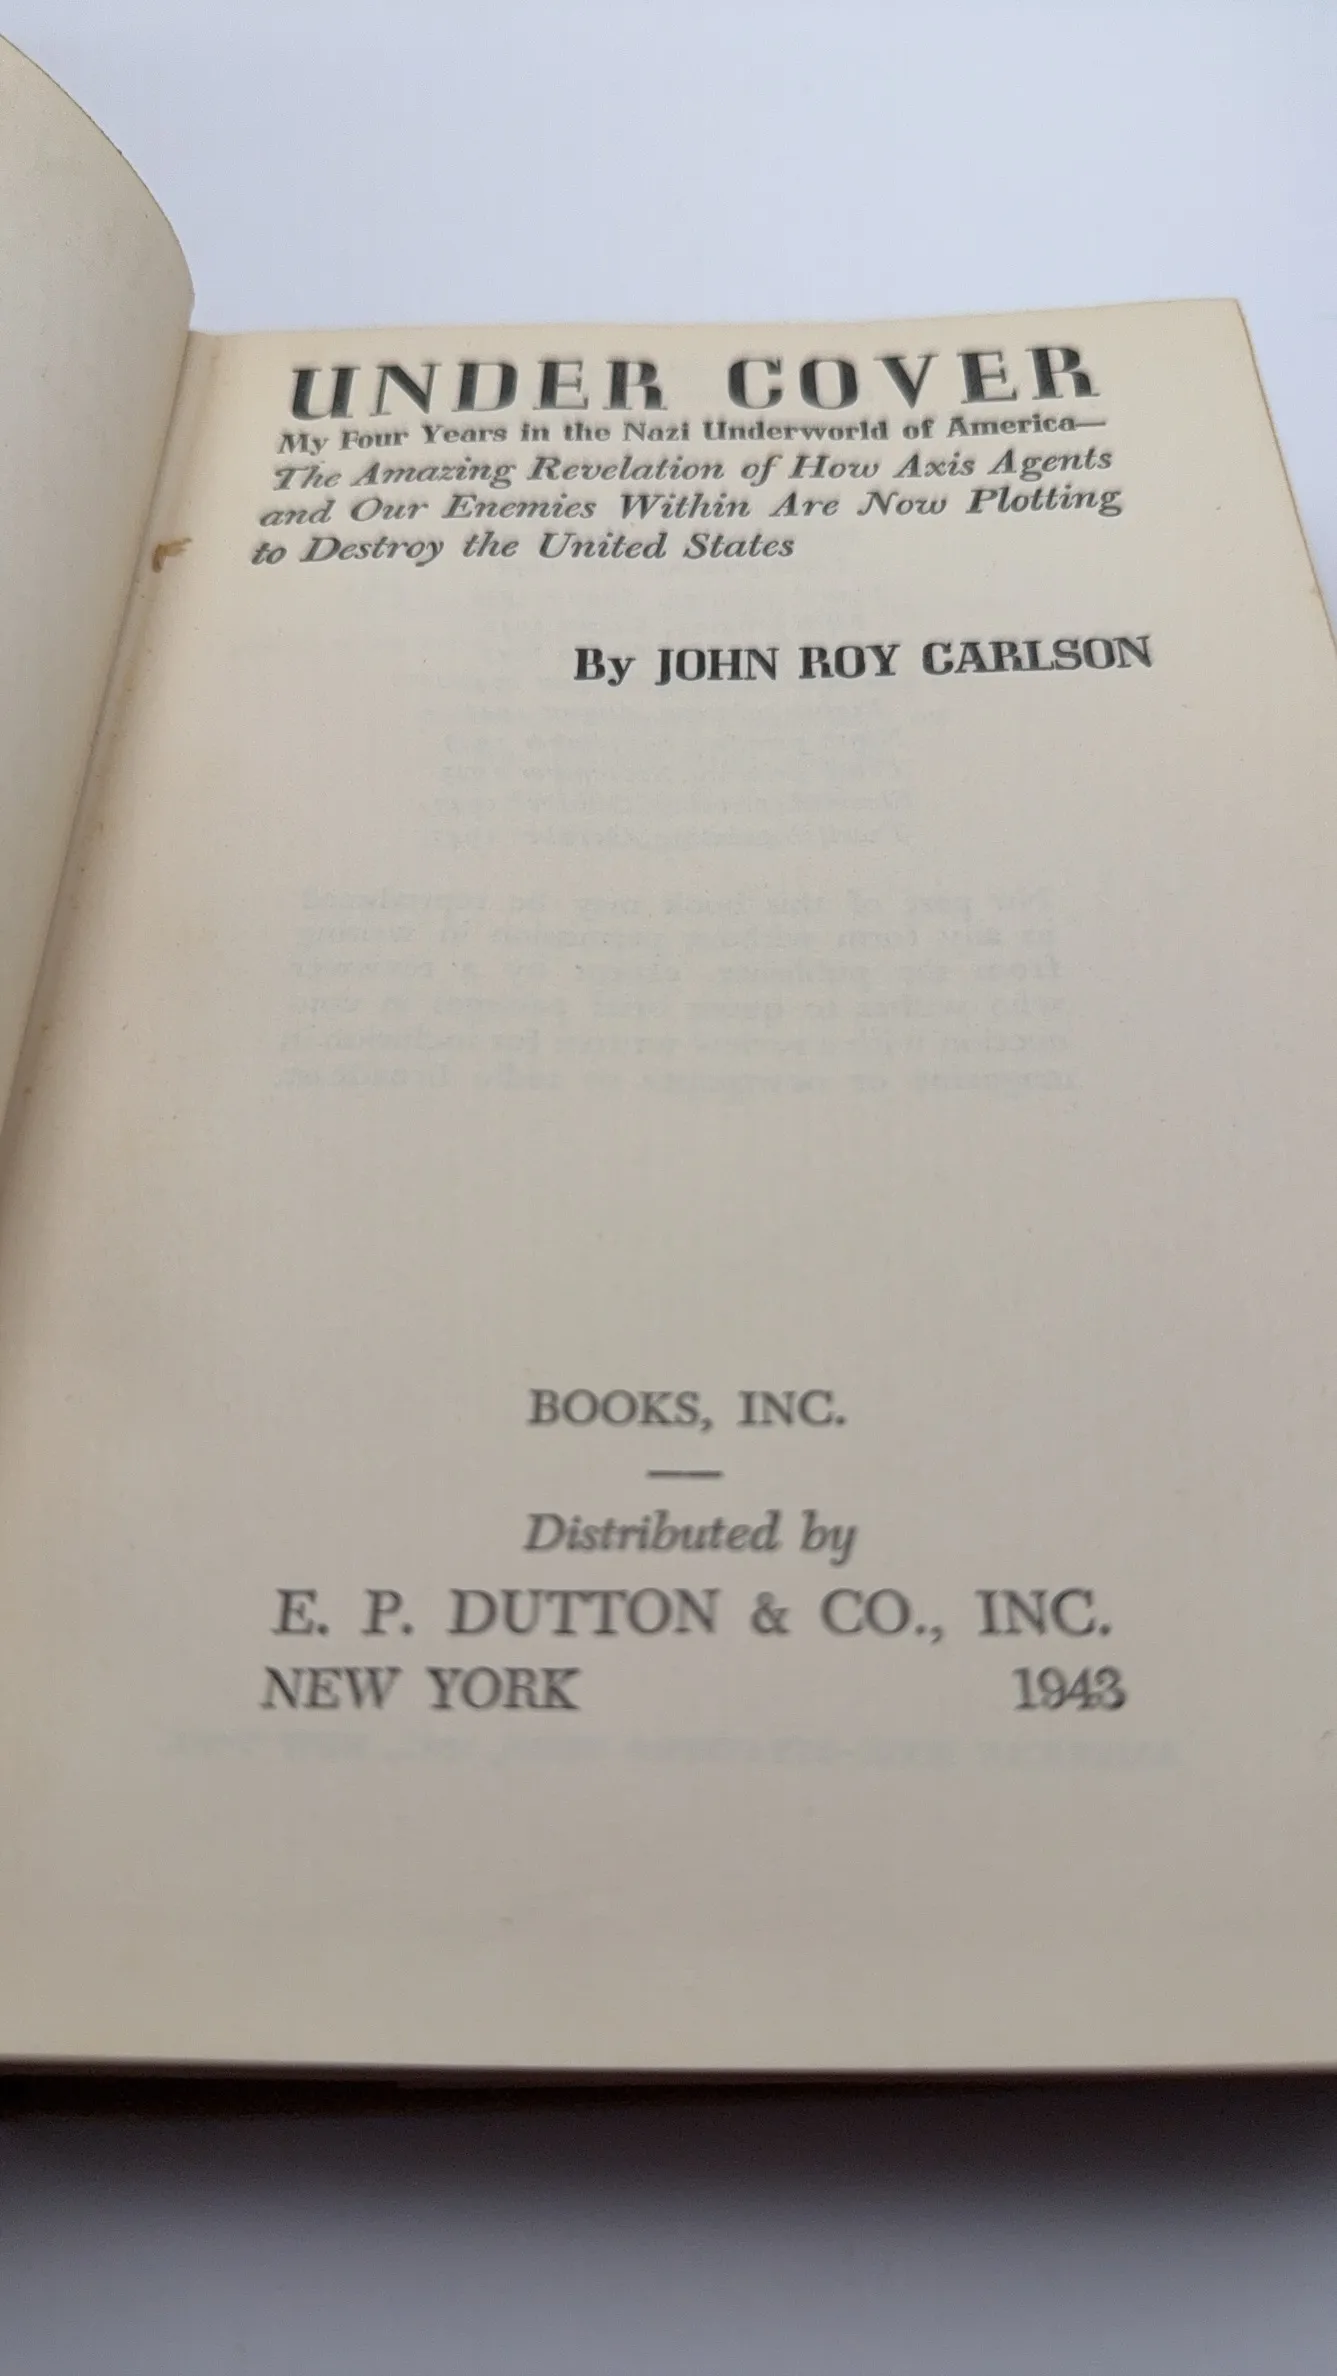 UNDER COVER
My Four Years in the Nazi Underworld of America—
The Amazing Revelation of How Axis Agents
and Our Enemies Within Are Now Plotting
to Destroy the United States
By JOHN ROY CARLSON
BOOKS, INC.
—
Distributed by
E. P. DUTTON & CO., INC.
NEW YORK 1943